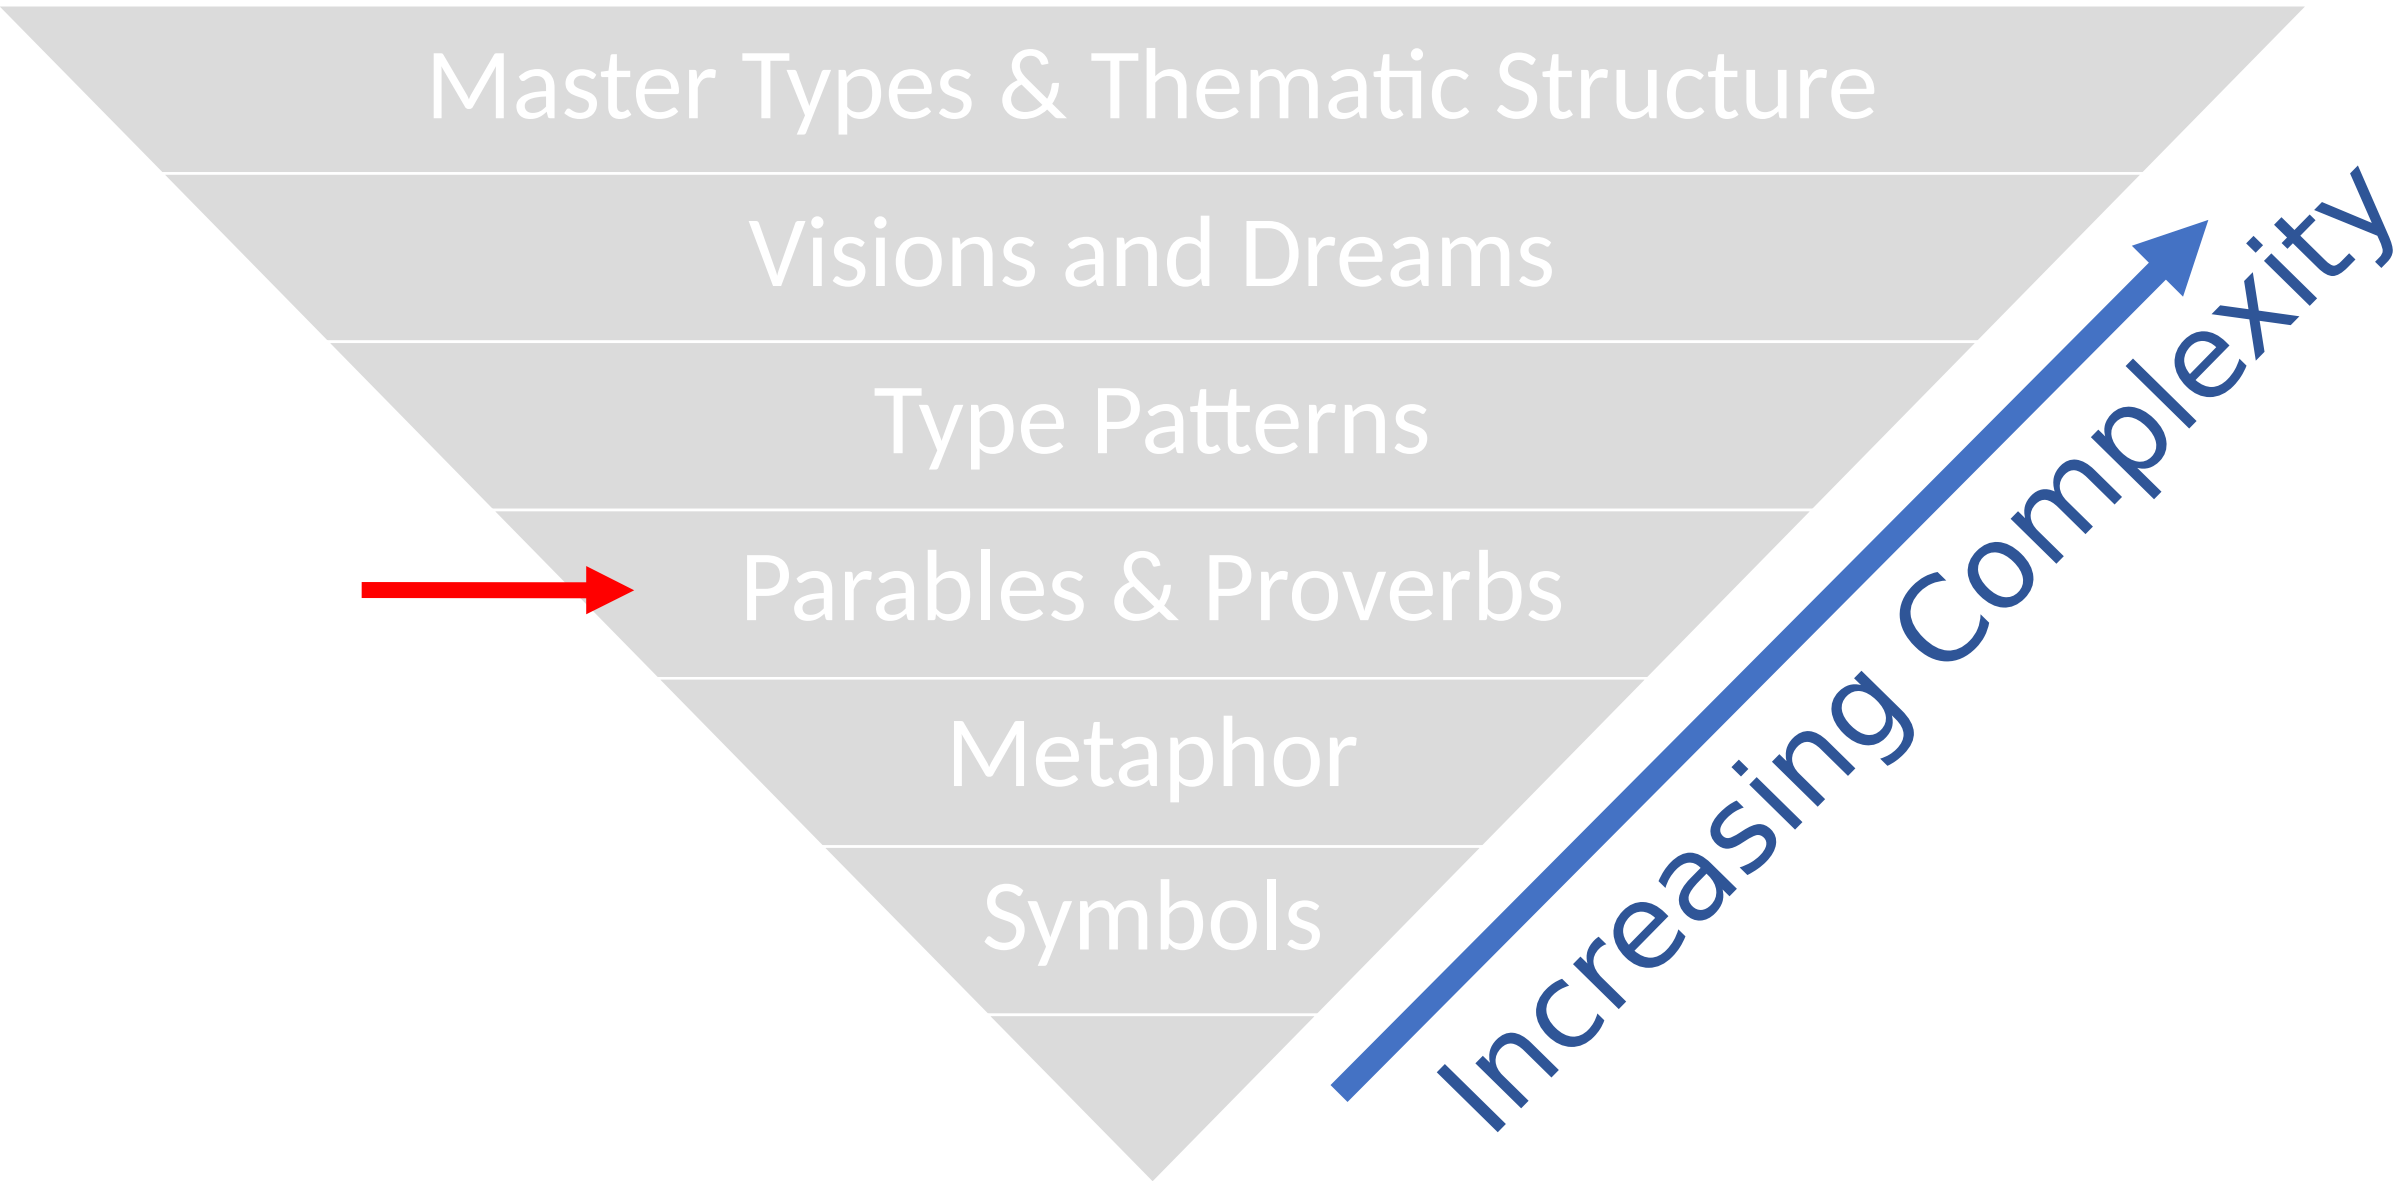 Master Types & Thematic Structure
Visions and Dreams
Type Patterns
Parables & Proverbs
Metaphor
Symbols
Increasing Complexity